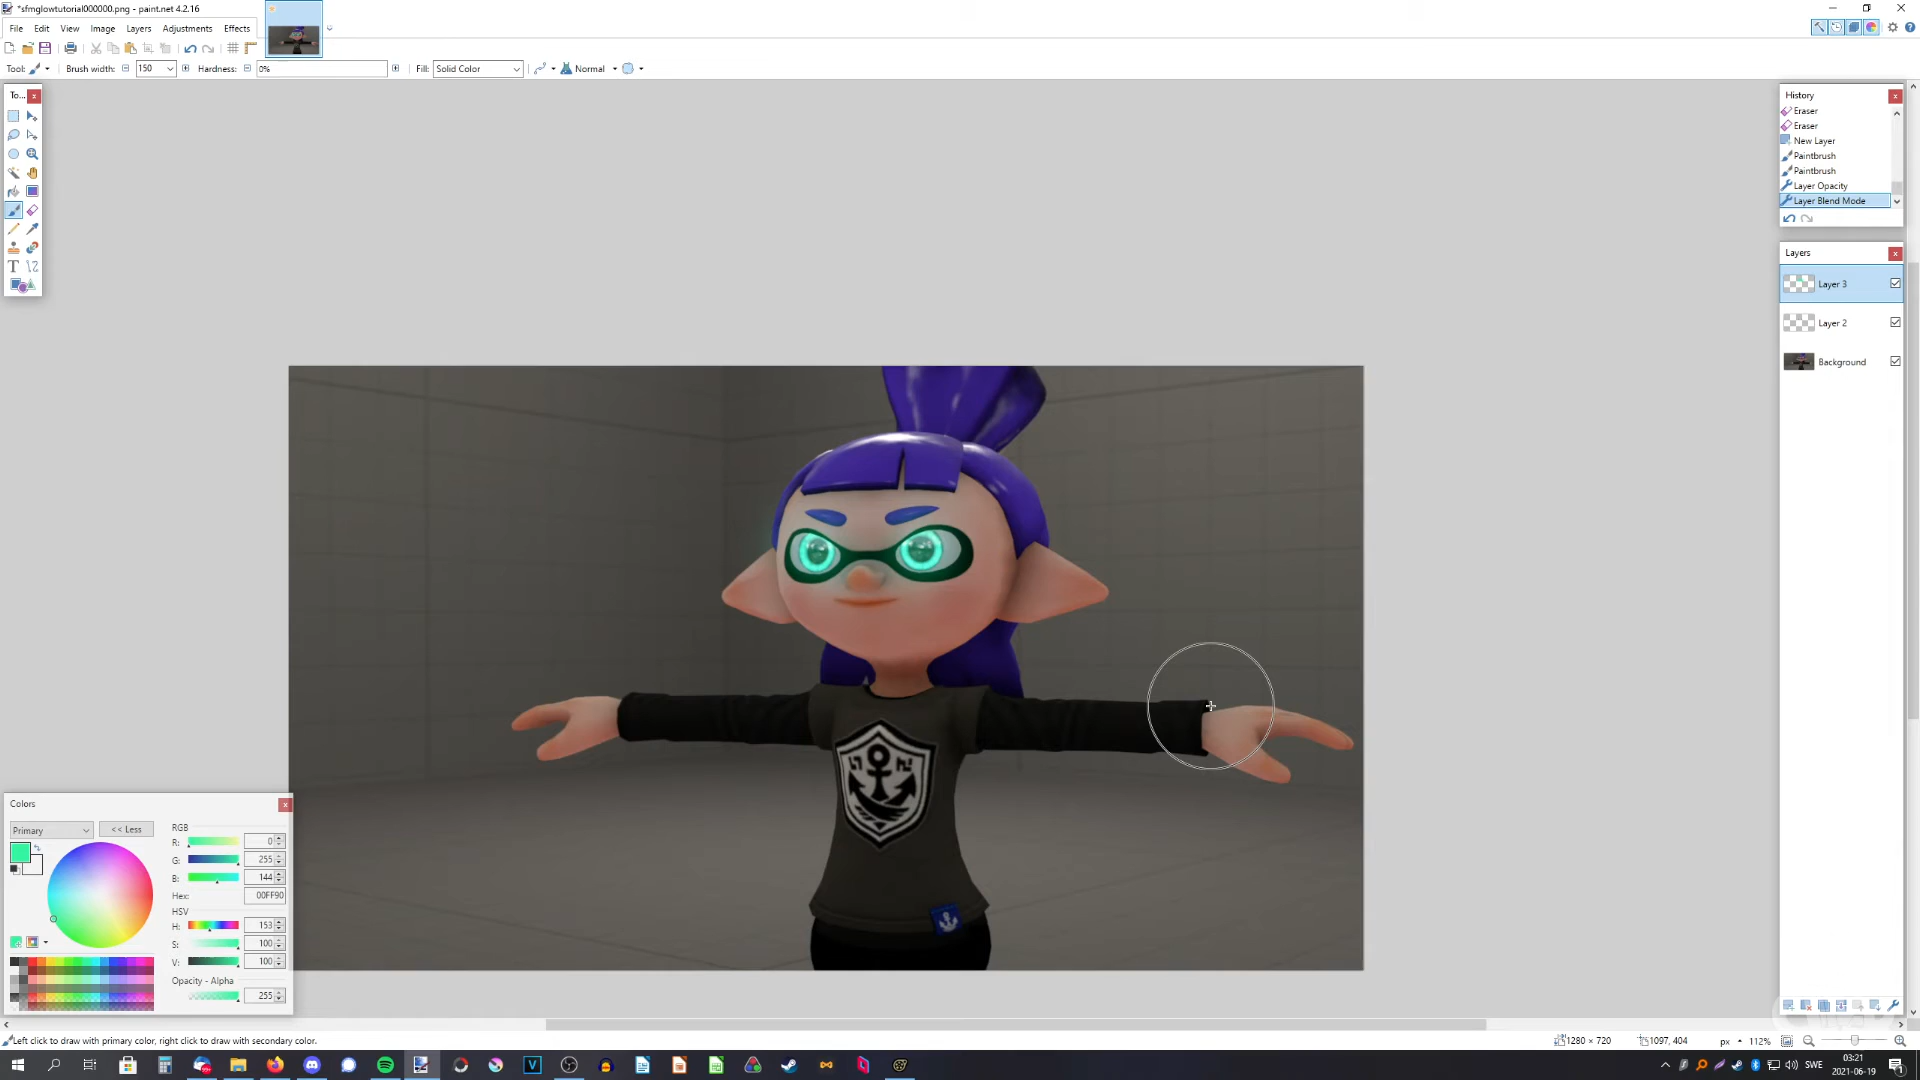 *sfmglowtutorial000000.png - paint.net 4.2.16
File Edit View Image Layers Adjustments Effects
Tool: Brush width: 150 Hardness: 0% Fill: Solid Color Normal
To...
History
Eraser
Eraser
New Layer
Paintbrush
Paintbrush
Layer Opacity
Layer Blend Mode
Layers
Layer 3
Layer 2
Background
Colors
Primary
<< Less
RGB
R: 0
G: 255
B: 144
Hex: 00FF90
HSV
H: 153
S: 100
V: 100
Opacity - Alpha
255
Left click to draw with primary color, right click to draw with secondary color.
1280 × 720
1097, 404
px
112%
SWE
03:21
2021-06-19